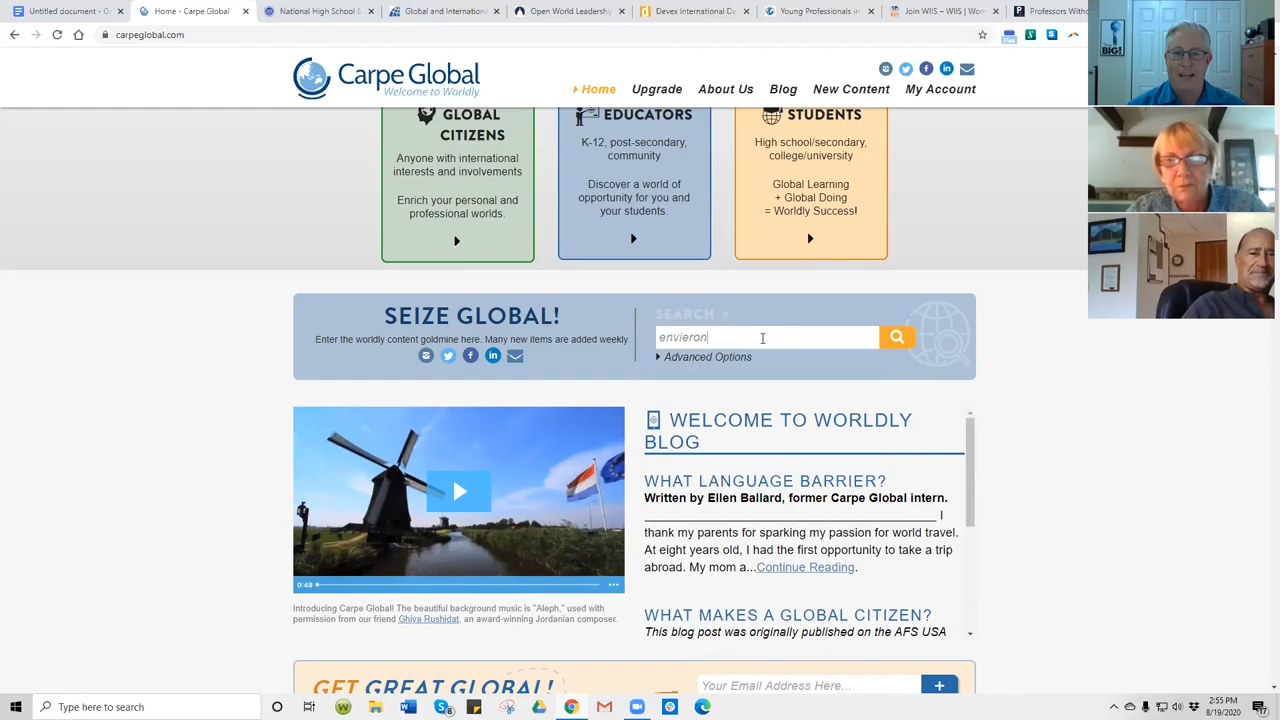 Untitled document - G
Home - Carpe Global
National High School E
Global and Internation
Open World Leadership
Devex International De
Young Professionals in
Join WIIS – WIIS | Wom
Professors Witho
carpeglobal.com
BIG!
Carpe Global
Welcome to Worldly
Home
Upgrade
About Us
Blog
New Content
My Account
GLOBAL
CITIZENS
Anyone with international
interests and involvements
Enrich your personal and
professional worlds.
EDUCATORS
K-12, post-secondary,
community
Discover a world of
opportunity for you and
your students.
STUDENTS
High school/secondary,
college/university
Global Learning
+ Global Doing
= Worldly Success!
SEIZE GLOBAL!
Enter the worldly content goldmine here. Many new items are added weekly.
SEARCH
envieron
Advanced Options
0:49
Introducing Carpe Global! The beautiful background music is "Aleph," used with
permission from our friend Ghiya Rushidat, an award-winning Jordanian composer.
WELCOME TO WORLDLY
BLOG
WHAT LANGUAGE BARRIER?
Written by Ellen Ballard, former Carpe Global intern.
I
thank my parents for sparking my passion for world travel.
At eight years old, I had the first opportunity to take a trip
abroad. My mom a...Continue Reading.
WHAT MAKES A GLOBAL CITIZEN?
This blog post was originally published on the AFS USA
GET GREAT GLOBAL!
Your Email Address Here...
+
Type here to search
2:55 PM
8/19/2020
17